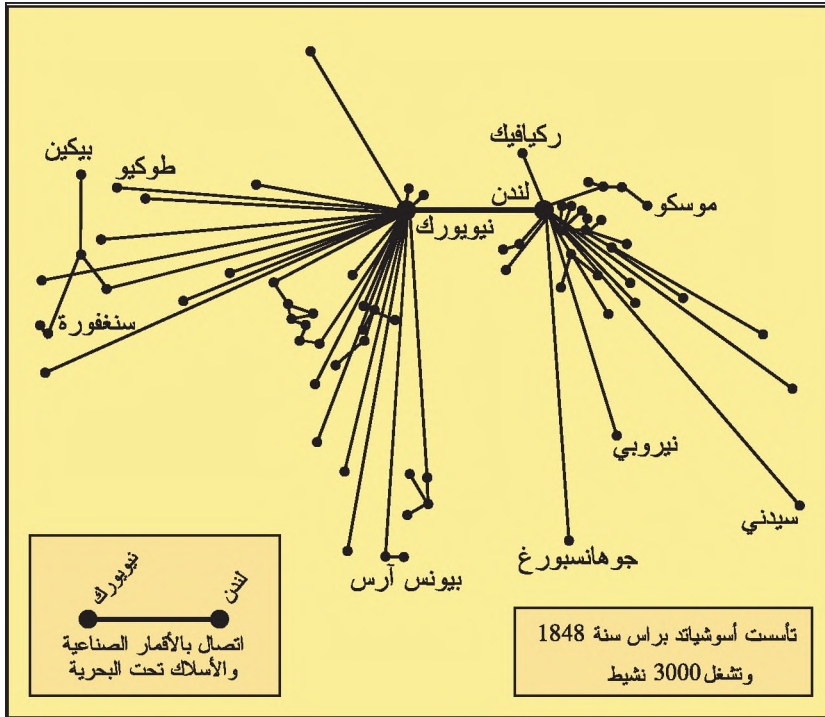 ركيافيك
بيكين
طوكيو
لندن
موسكو
نيويورك
سنغفورة
نيروبي
سيدني
جوهانسبورغ
بيونس آرس
نيويورك
لندن
اتصال بالأقمار الصناعية
والأسلاك تحت البحرية
تأسست أسوشياتد براس سنة 1848
وتشغل 3000 نشيط